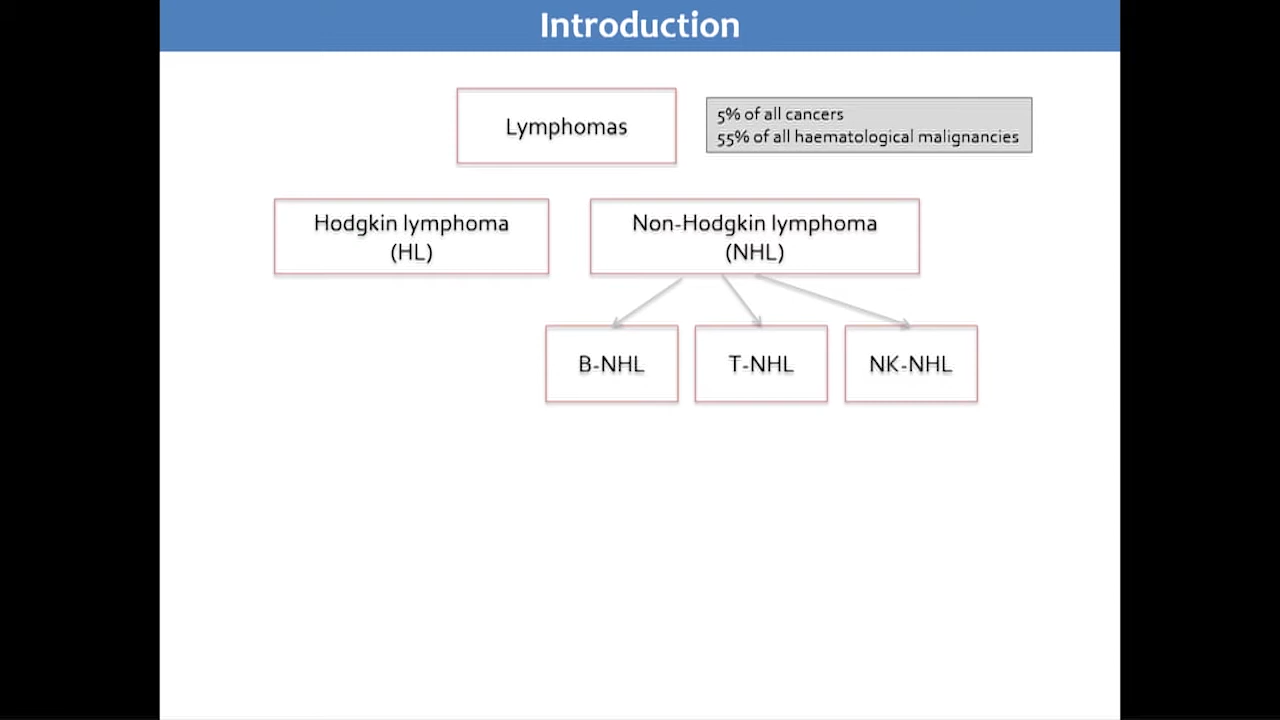 Introduction
Lymphomas
5% of all cancers
55% of all haematological malignancies
Hodgkin lymphoma
(HL)
Non-Hodgkin lymphoma
(NHL)
B-NHL
T-NHL
NK-NHL